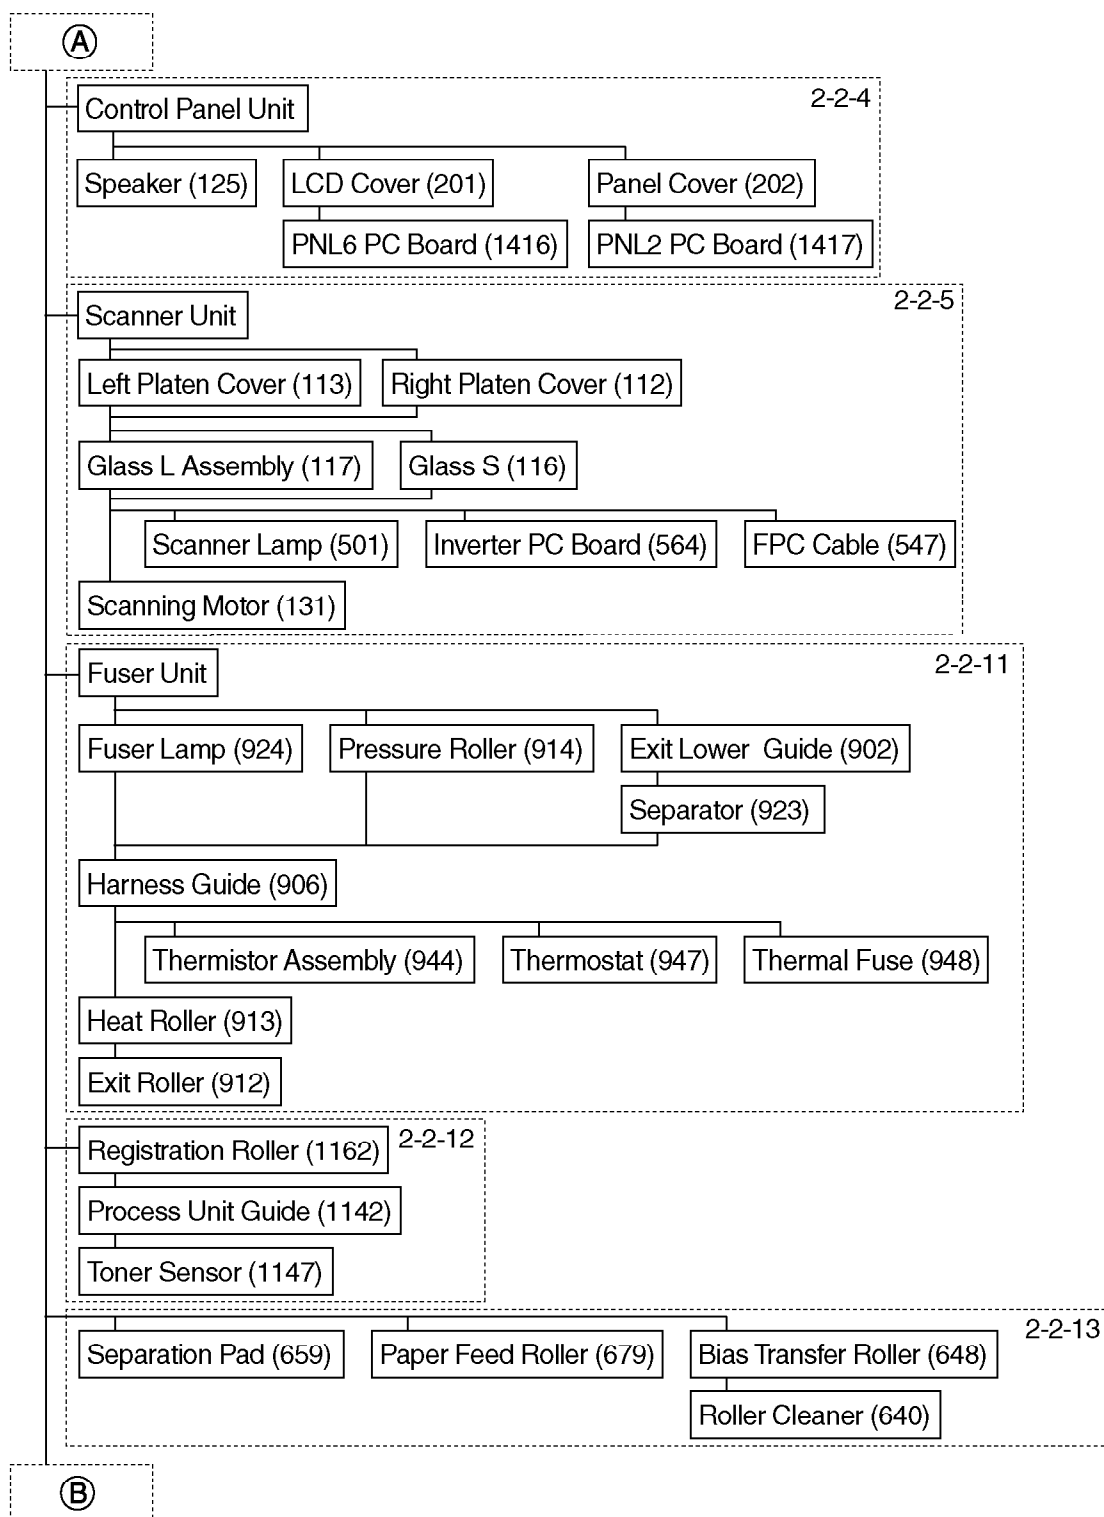 A
Control Panel Unit
2-2-4
Speaker (125)
LCD Cover (201)
Panel Cover (202)
PNL6 PC Board (1416)
PNL2 PC Board (1417)
Scanner Unit
2-2-5
Left Platen Cover (113)
Right Platen Cover (112)
Glass L Assembly (117)
Glass S (116)
Scanner Lamp (501)
Inverter PC Board (564)
FPC Cable (547)
Scanning Motor (131)
Fuser Unit
2-2-11
Fuser Lamp (924)
Pressure Roller (914)
Exit Lower Guide (902)
Separator (923)
Harness Guide (906)
Thermistor Assembly (944)
Thermostat (947)
Thermal Fuse (948)
Heat Roller (913)
Exit Roller (912)
Registration Roller (1162)
2-2-12
Process Unit Guide (1142)
Toner Sensor (1147)
2-2-13
Separation Pad (659)
Paper Feed Roller (679)
Bias Transfer Roller (648)
Roller Cleaner (640)
B